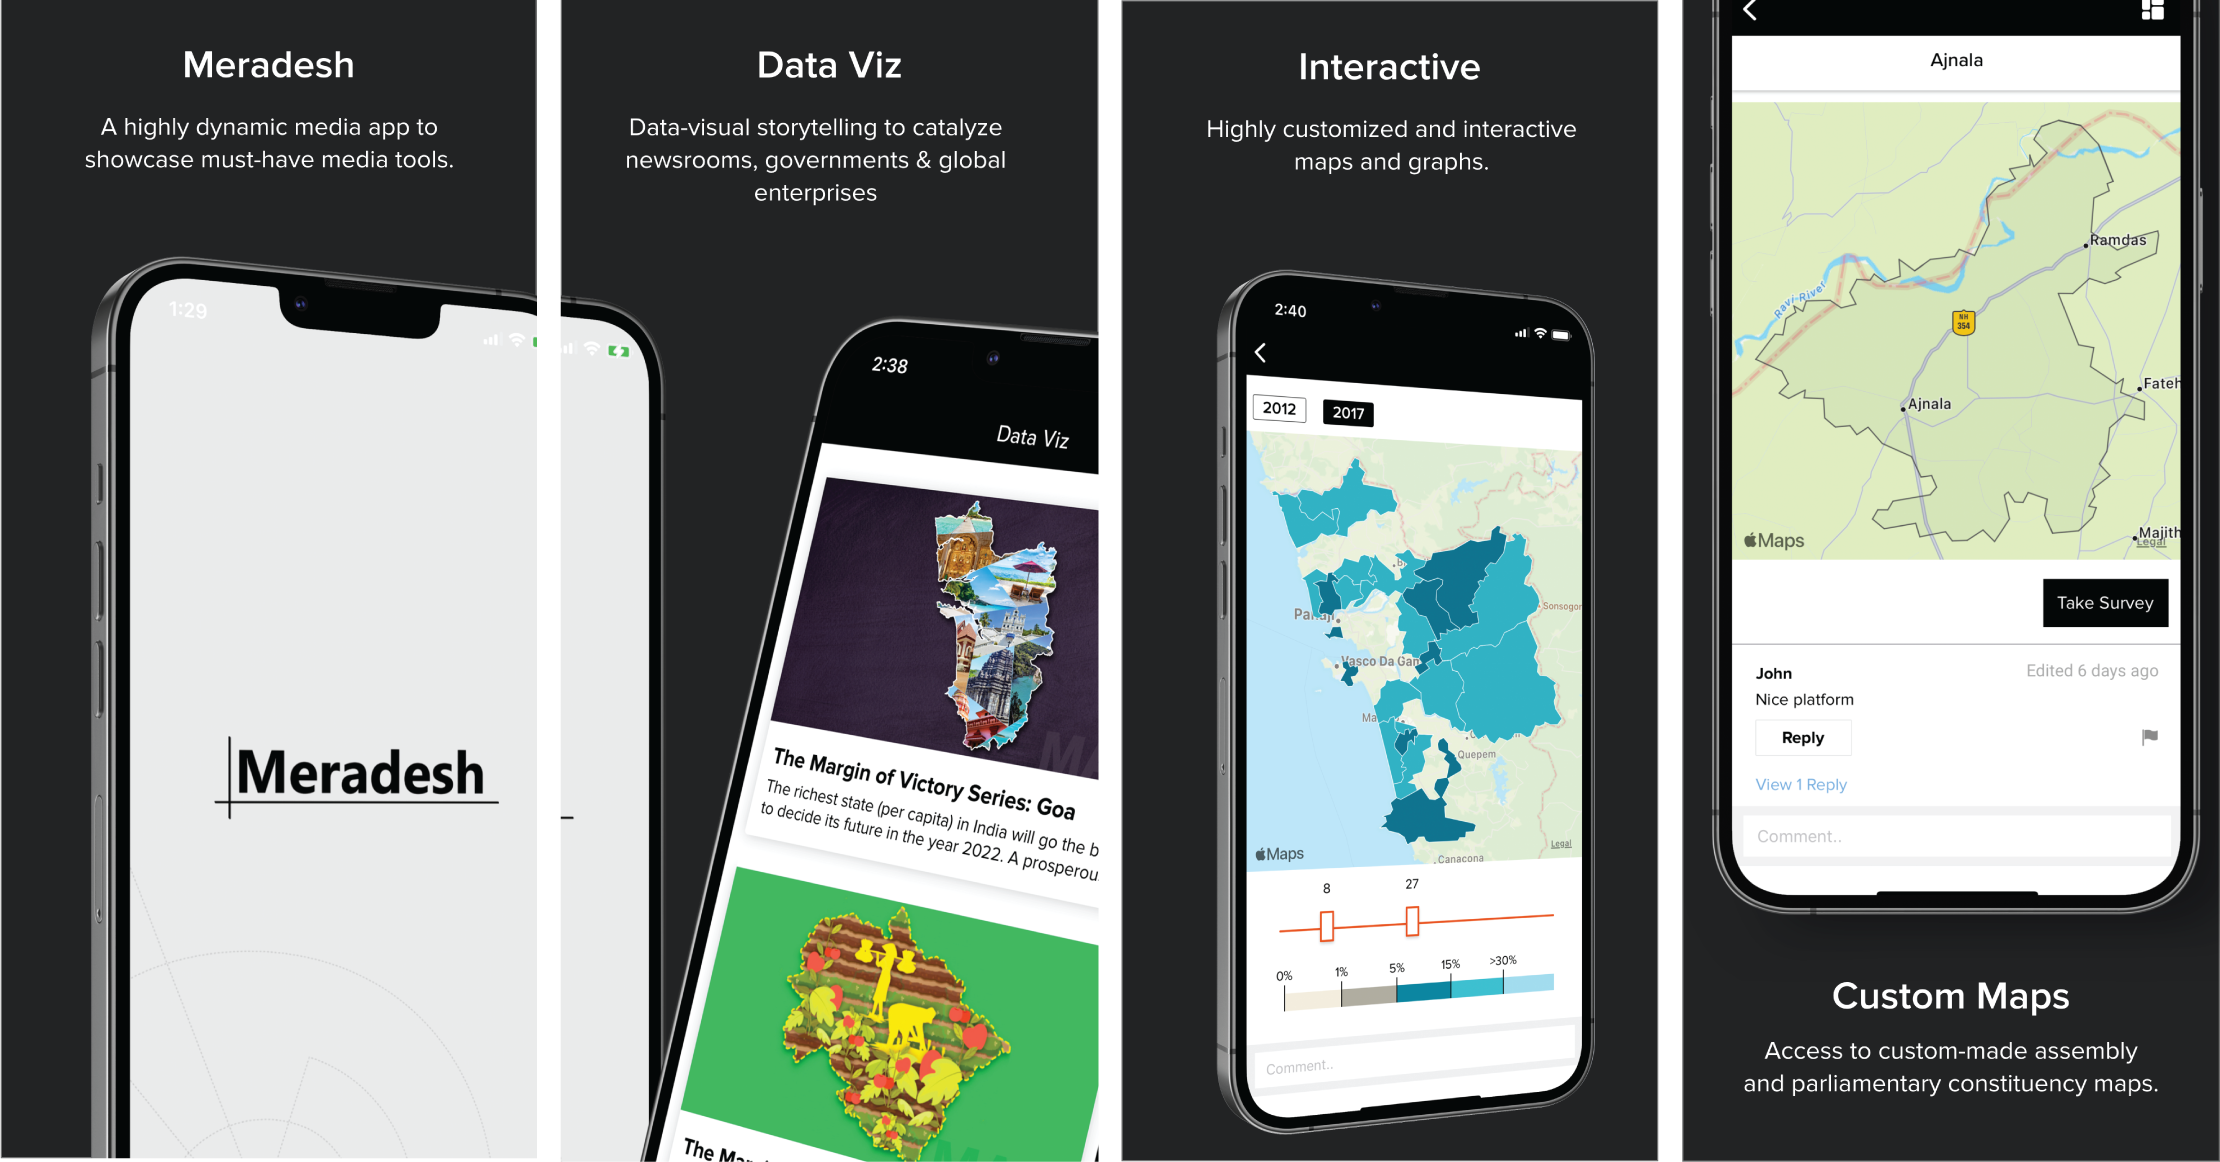 Meradesh
A highly dynamic media app to
showcase must-have media tools.
1:29
Meradesh
Data Viz
Data-visual storytelling to catalyze
newsrooms, governments & global
enterprises
2:38
Data Viz
The Margin of Victory Series: Goa
The richest state (per capita) in India will go the b
to decide its future in the year 2022. A prosperou
The Mar
Interactive
Highly customized and interactive
maps and graphs.
2:40
2012 2017
Sonsogor
Vasco Da Gan
Ma
Quepem
Canacona
Maps
Legal
8 27
0% 1% 5% 15% >30%
Comment..
Ajnala
Ramdas
Ravi River
NH
354
Fateh
Ajnala
Majith
Maps
Legal
Take Survey
John
Edited 6 days ago
Nice platform
Reply
View 1 Reply
Comment..
Custom Maps
Access to custom-made assembly
and parliamentary constituency maps.